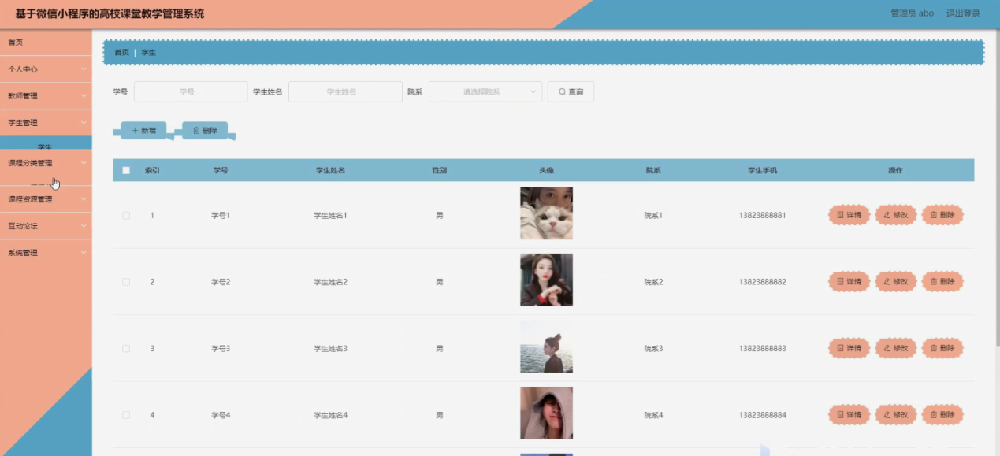 基于微信小程序的高校课堂教学管理系统
管理员 abo 退出登录
首页
个人中心
教师管理
学生管理
学生
课程分类管理
课程资源管理
互动论坛
系统管理
首页 | 学生
学号 学号 学生姓名 学生姓名 院系 请选择院系 查询
+ 新增 删除
索引 学号 学生姓名 性别 头像 院系 学生手机 操作
1 学号1 学生姓名1 男 院系1 13823888881 详情 修改 删除
2 学号2 学生姓名2 男 院系2 13823888882 详情 修改 删除
3 学号3 学生姓名3 男 院系3 13823888883 详情 修改 删除
4 学号4 学生姓名4 男 院系4 13823888884 详情 修改 删除